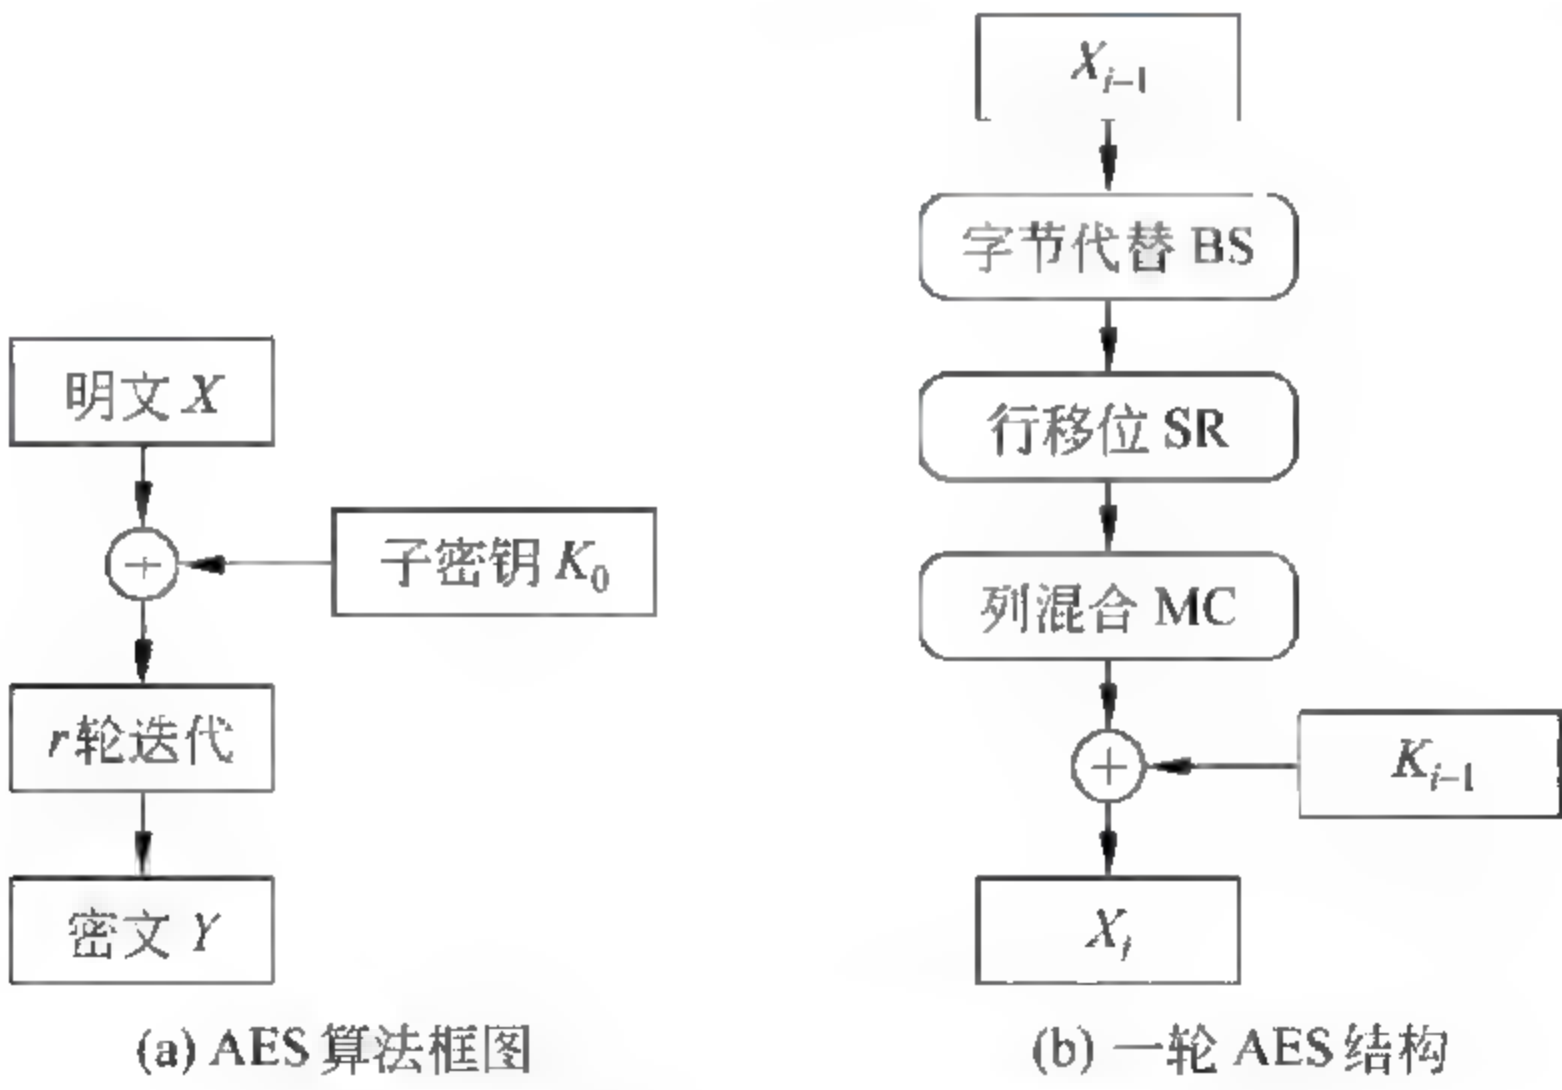 明文 X
子密钥 K₀
r轮迭代
密文 Y
(a) AES 算法框图
Xᵢ₋₁
字节代替 BS
行移位 SR
列混合 MC
Kᵢ₋₁
Xᵢ
(b) 一轮 AES 结构